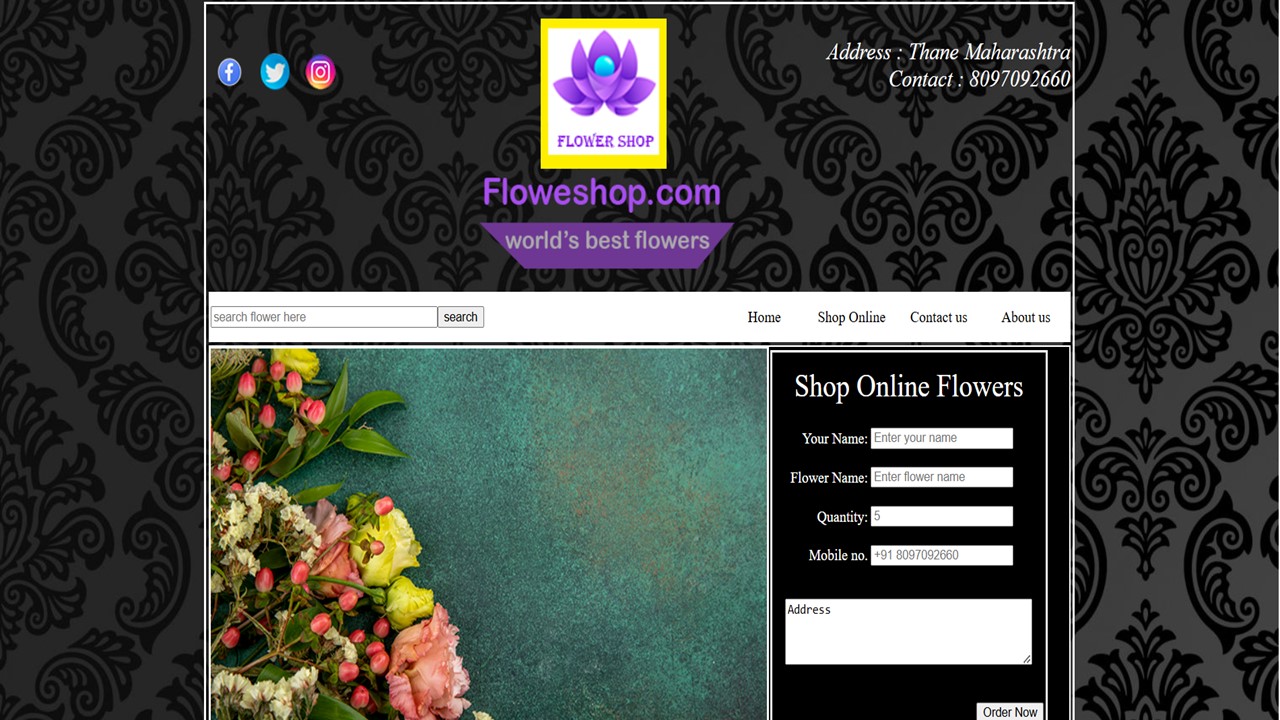 Address : Thane Maharashtra
Contact : 8097092660
FLOWER SHOP
Floweshop.com
world's best flowers
search flower here search
Home Shop Online Contact us About us
Shop Online Flowers
Your Name: Enter your name
Flower Name: Enter flower name
Quantity: 5
Mobile no. +91 8097092660
Address
Order Now